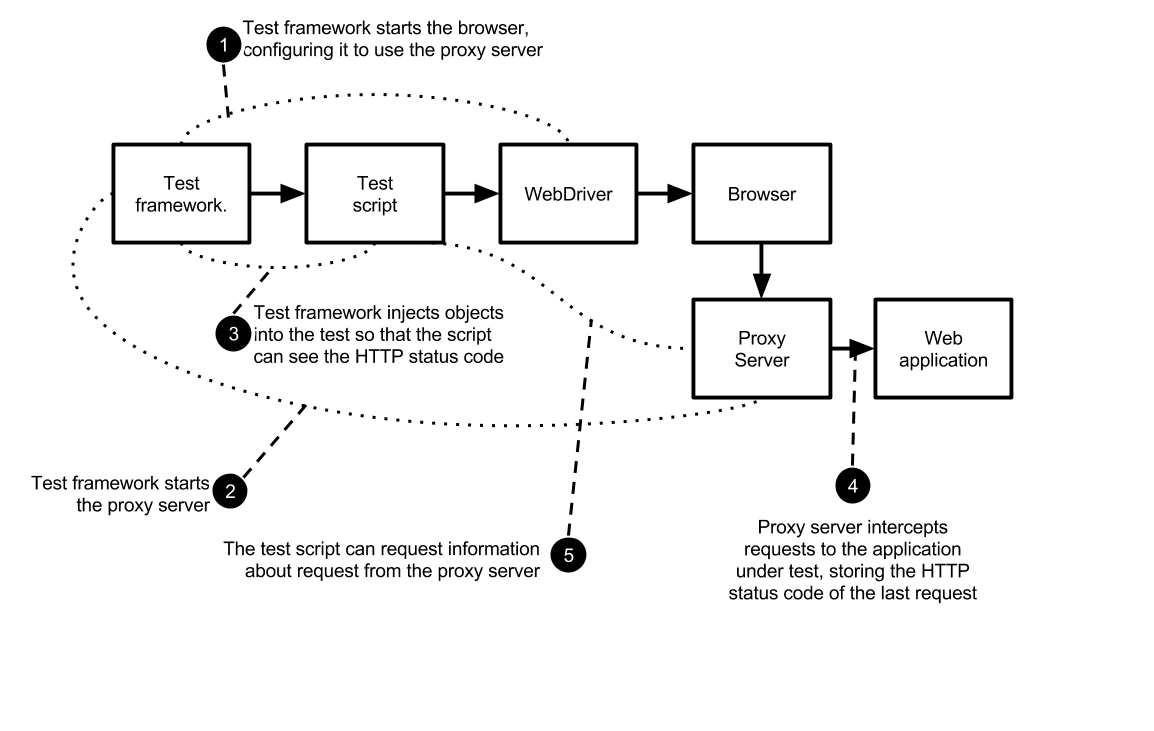 1
Test framework starts the browser,
configuring it to use the proxy server
Test
framework.
Test
script
WebDriver
Browser
3
Test framework injects objects
into the test so that the script
can see the HTTP status code
Proxy
Server
Web
application
Test framework starts
the proxy server
2
4
Proxy server intercepts
requests to the application
under test, storing the HTTP
status code of the last request
The test script can request information
about request from the proxy server
5